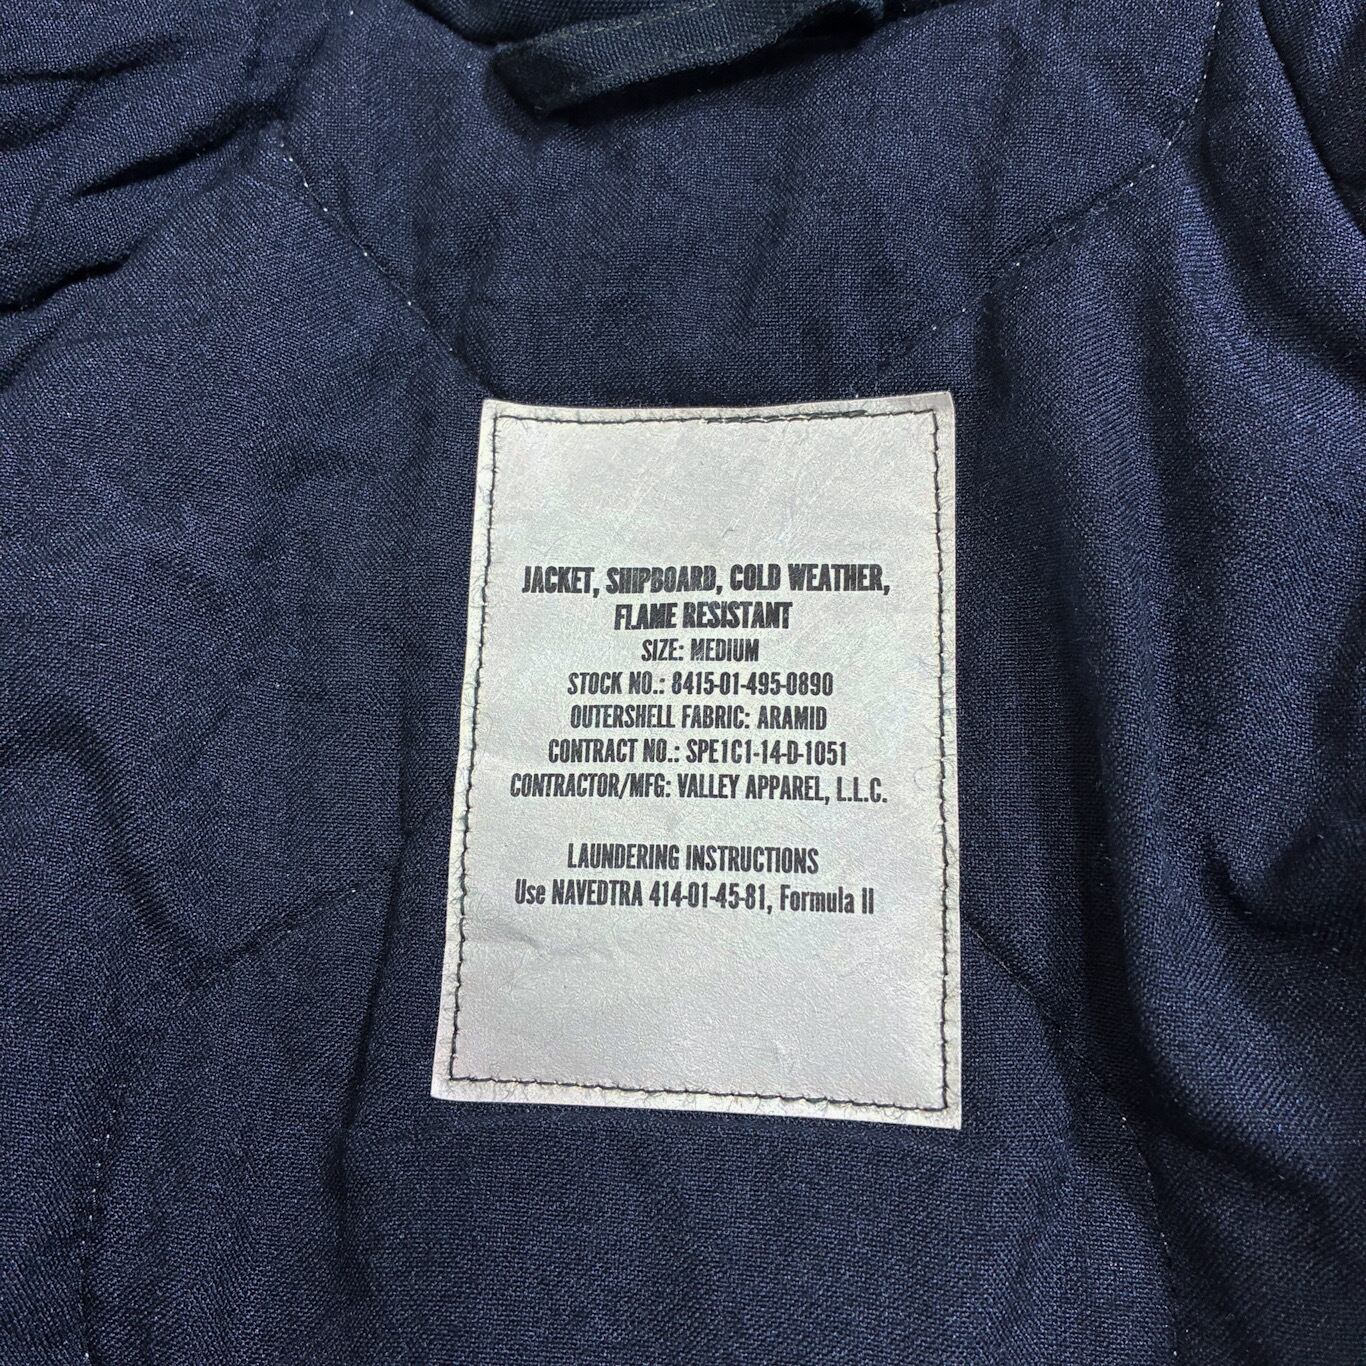 JACKET, SHIPBOARD, COLD WEATHER,
FLAME RESISTANT
SIZE: MEDIUM
STOCK NO.: 8415-01-495-0890
OUTERSHELL FABRIC: ARAMID
CONTRACT NO.: SPE1C1-14-D-1051
CONTRACTOR/MFG: VALLEY APPAREL, L.L.C.
LAUNDERING INSTRUCTIONS
Use NAVEDTRA 414-01-45-81, Formula II